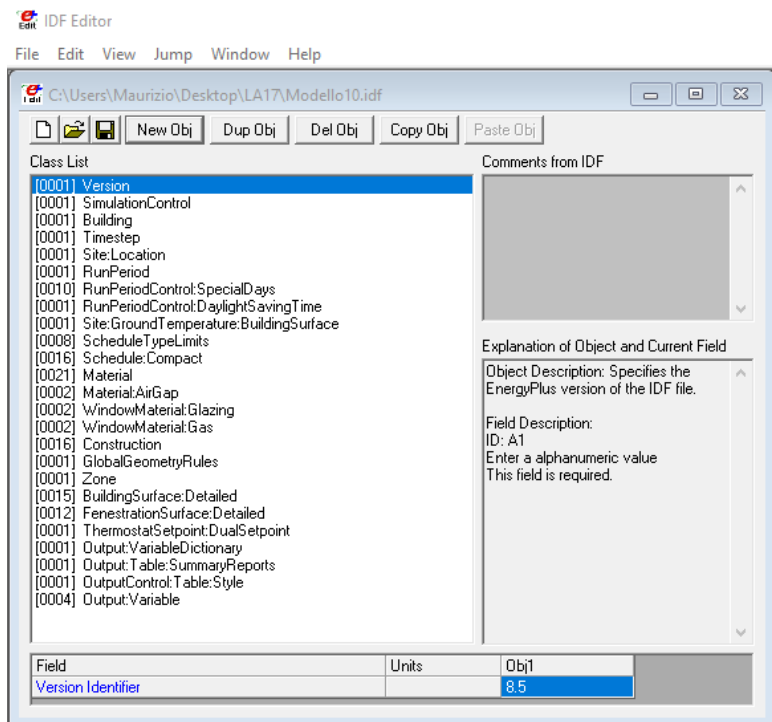 IDF Editor
File Edit View Jump Window Help
C:\Users\Maurizio\Desktop\LA17\Modello10.idf
New Obj Dup Obj Del Obj Copy Obj Paste Obj
Class List
Comments from IDF
[0001] Version
[0001] SimulationControl
[0001] Building
[0001] Timestep
[0001] Site:Location
[0001] RunPeriod
[0010] RunPeriodControl:SpecialDays
[0001] RunPeriodControl:DaylightSavingTime
[0001] Site:GroundTemperature:BuildingSurface
[0008] ScheduleTypeLimits
[0016] Schedule:Compact
[0021] Material
[0002] Material:AirGap
[0002] WindowMaterial:Glazing
[0002] WindowMaterial:Gas
[0016] Construction
[0001] GlobalGeometryRules
[0001] Zone
[0015] BuildingSurface:Detailed
[0012] FenestrationSurface:Detailed
[0001] ThermostatSetpoint:DualSetpoint
[0001] Output:VariableDictionary
[0001] Output:Table:SummaryReports
[0001] OutputControl:Table:Style
[0004] Output:Variable
Explanation of Object and Current Field
Object Description: Specifies the
EnergyPlus version of the IDF file.
Field Description:
ID: A1
Enter a alphanumeric value
This field is required.
Field Units Obj1
Version Identifier 8.5